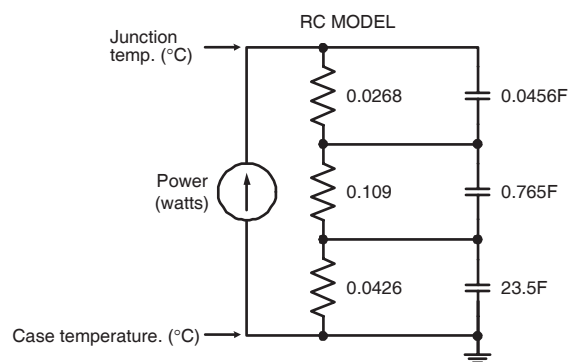 RC MODEL
Junction
temp. (°C)
0.0268
0.0456F
Power
(watts)
0.109
0.765F
0.0426
23.5F
Case temperature. (°C)